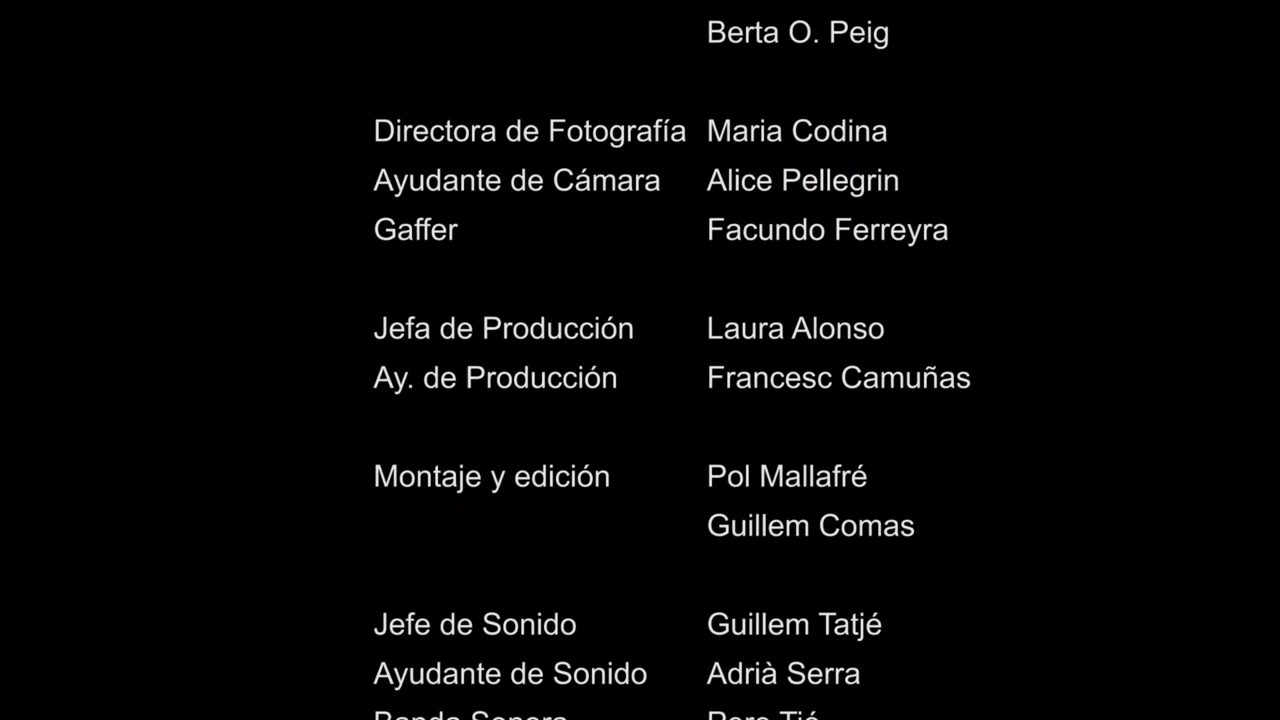 Berta O. Peig
Directora de Fotografía Maria Codina
Ayudante de Cámara Alice Pellegrin
Gaffer Facundo Ferreyra
Jefa de Producción Laura Alonso
Ay. de Producción Francesc Camuñas
Montaje y edición Pol Mallafré
Guillem Comas
Jefe de Sonido Guillem Tatjé
Ayudante de Sonido Adrià Serra
Banda Sonora